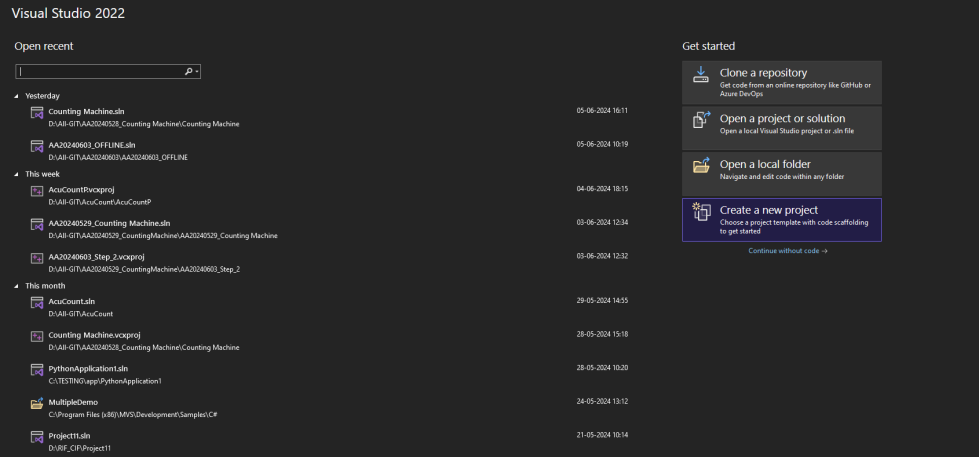 Visual Studio 2022
Open recent
Yesterday
Counting Machine.sln 05-06-2024 16:11
D:\All-GIT\AA20240528_Counting Machine\Counting Machine
AA20240603_OFFLINE.sln 05-06-2024 10:19
D:\All-GIT\AA20240603\AA20240603_OFFLINE
This week
AcuCountP.vcxproj 04-06-2024 18:15
D:\All-GIT\AcuCount\AcuCountP
AA20240529_Counting Machine.sln 03-06-2024 12:34
D:\All-GIT\AA20240529_CountingMachine\AA20240529_Counting Machine
AA20240603_Step_2.vcxproj 03-06-2024 12:32
D:\All-GIT\AA20240529_CountingMachine\AA20240603_Step_2
This month
AcuCount.sln 29-05-2024 14:55
D:\All-GIT\AcuCount
Counting Machine.vcxproj 28-05-2024 15:18
D:\All-GIT\AA20240528_Counting Machine\Counting Machine
PythonApplication1.sln 28-05-2024 10:20
C:\TESTING\app\PythonApplication1
MultipleDemo 24-05-2024 13:12
C:\Program Files (x86)\MVS\Development\Samples\C#
Project11.sln 21-05-2024 10:14
D:\RIF_CIF\Project11
Get started
Clone a repository
Get code from an online repository like GitHub or
Azure DevOps
Open a project or solution
Open a local Visual Studio project or .sln file
Open a local folder
Navigate and edit code within any folder
Create a new project
Choose a project template with code scaffolding
to get started
Continue without code →